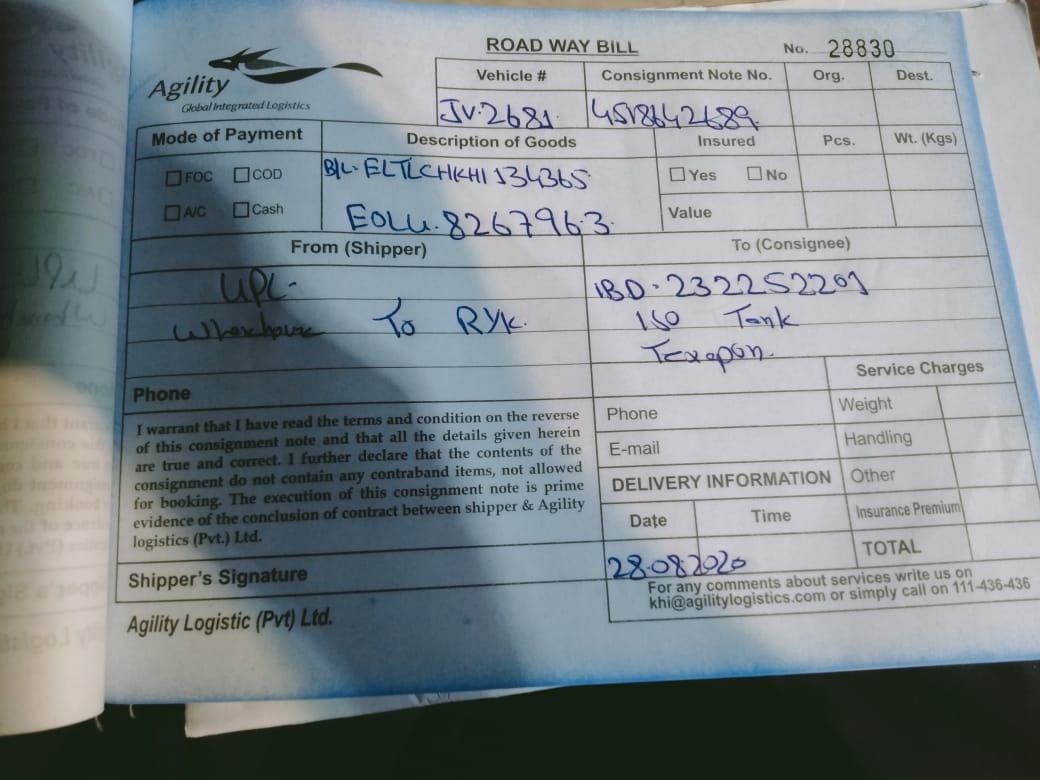 ROAD WAY BILL
No. 28830
Agility
Global Integrated Logistics
Vehicle # Consignment Note No. Org. Dest.
JV.2681. 4518642689.
Mode of Payment Description of Goods Insured Pcs. Wt. (Kgs)
FOC COD B/L- ELTLCHKHI134365 Yes No
A/C Cash EOLU.8267963. Value
From (Shipper) To (Consignee)
UPL- IBD.232252201
To RYK. ISO Tank
Texapon.
Service Charges
Phone
I warrant that I have read the terms and condition on the reverse
of this consignment note and that all the details given herein
are true and correct. I further declare that the contents of the
consignment do not contain any contraband items, not allowed
for booking. The execution of this consignment note is prime
evidence of the conclusion of contract between shipper & Agility
logistics (Pvt.) Ltd.
Phone Weight
E-mail Handling
DELIVERY INFORMATION Other
Date Time Insurance Premium
28.08.2020 TOTAL
Shipper's Signature
For any comments about services write us on
khi@agilitylogistics.com or simply call on 111-436-436
Agility Logistic (Pvt) Ltd.